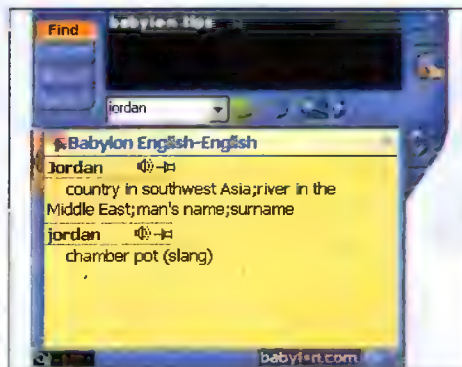 Find
babylon tips
jordan
Babylon English-English
Jordan
country in southwest Asia;river in the
Middle East;man's name;surname
jordan
chamber pot (slang)
babylon.com